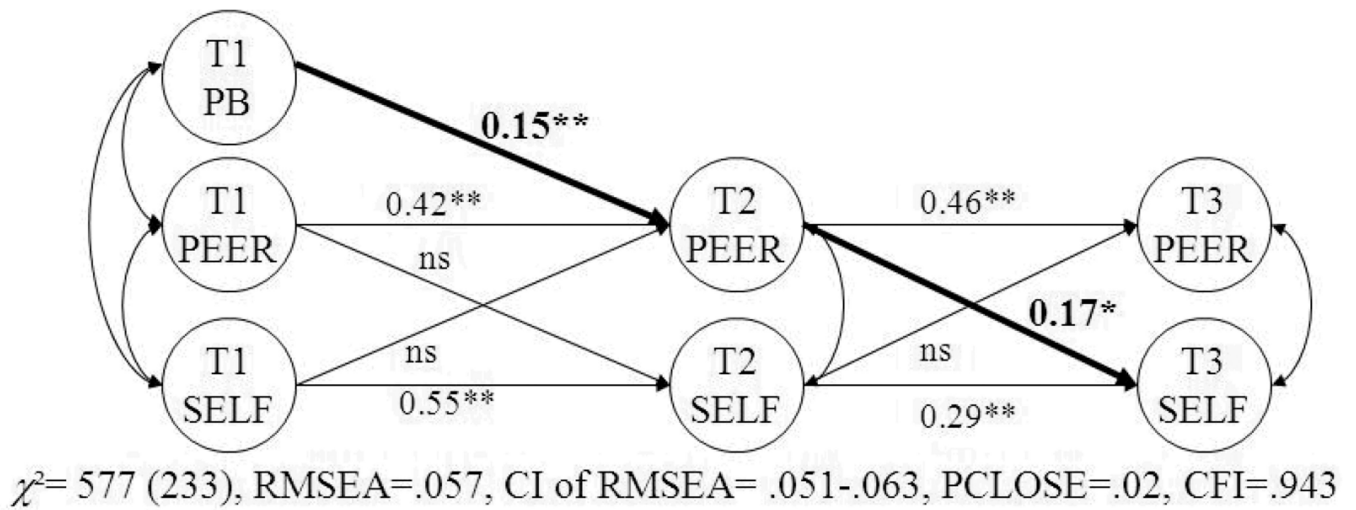 T1
PB
0.15**
T1
PEER
0.42**
T2
PEER
0.46**
T3
PEER
ns
0.17*
T1
SELF
ns
0.55**
T2
SELF
ns
0.29**
T3
SELF
χ²= 577 (233), RMSEA=.057, CI of RMSEA= .051-.063, PCLOSE=.02, CFI=.943